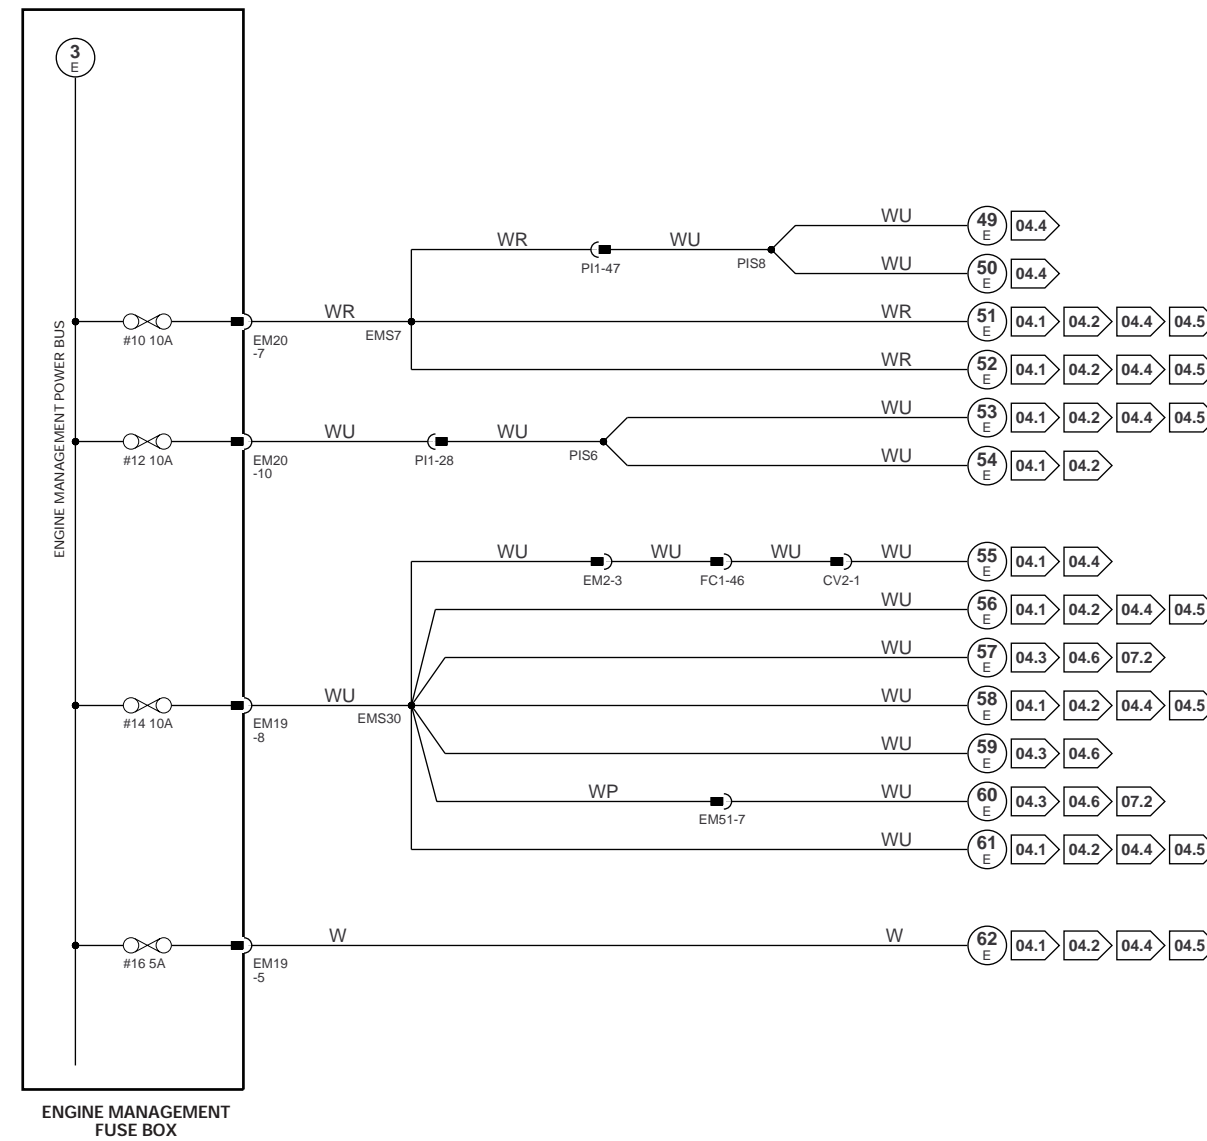 3
E
WU 49 E 04.4
WR WU
PI1-47 PIS8
WU 50 E 04.4
WR WR 51 E 04.1 04.2 04.4 04.5
#10 10A EM20 EMS7
-7
WR 52 E 04.1 04.2 04.4 04.5
WU 53 E 04.1 04.2 04.4 04.5
WU WU
#12 10A EM20 PI1-28 PIS6
-10
WU 54 E 04.1 04.2
ENGINE MANAGEMENT POWER BUS
WU WU WU WU 55 E 04.1 04.4
EM2-3 FC1-46 CV2-1
WU 56 E 04.1 04.2 04.4 04.5
WU 57 E 04.3 04.6 07.2
WU WU 58 E 04.1 04.2 04.4 04.5
#14 10A EM19 EMS30
-8
WU 59 E 04.3 04.6
WP WU 60 E 04.3 04.6 07.2
EM51-7
WU 61 E 04.1 04.2 04.4 04.5
W W 62 E 04.1 04.2 04.4 04.5
#16 5A EM19
-5
ENGINE MANAGEMENT
FUSE BOX